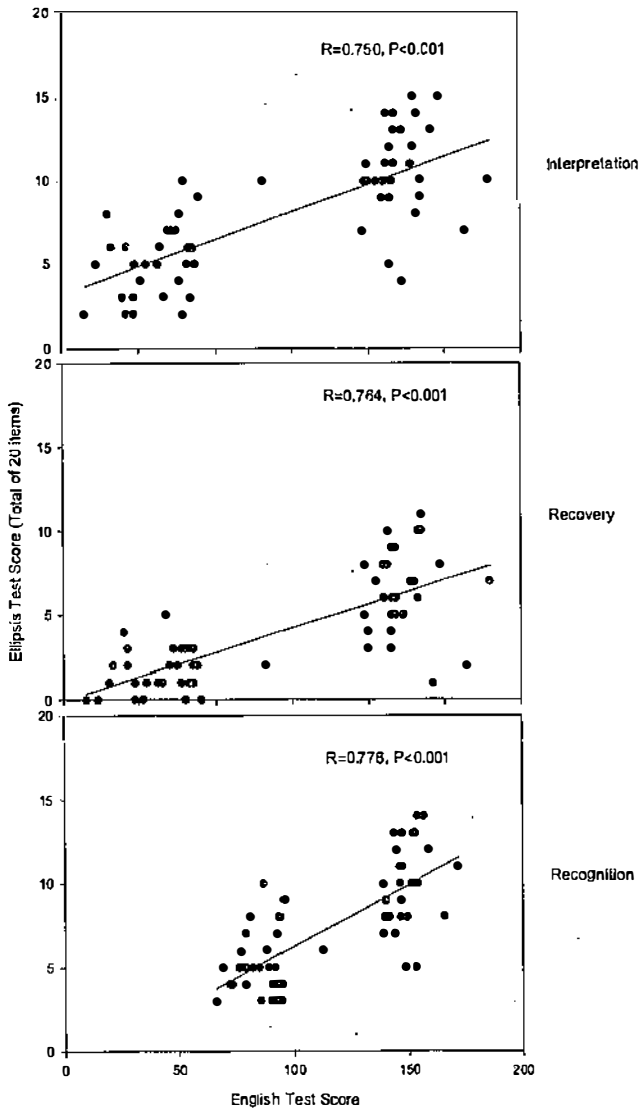 20
R=0.750, P<0.001
15
10
Interpretation
5
0
20
R=0.764, P<0.001
15
Ellipsis Test Score (Total of 20 items)
10
Recovery
5
0
20
R=0.776, P<0.001
15
10
Recognition
5
0
0 50 100 150 200
English Test Score